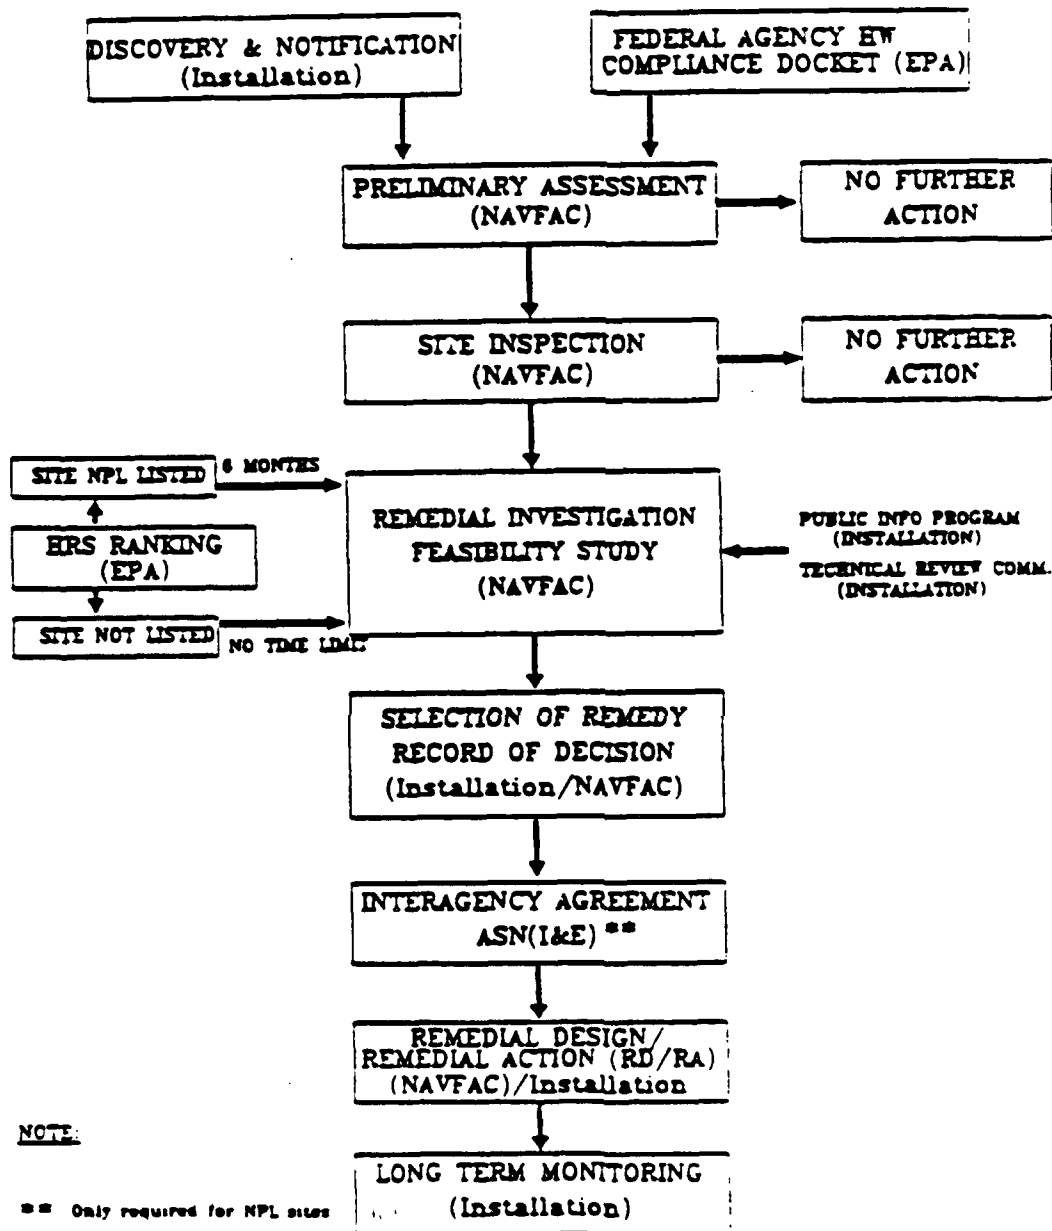 DISCOVERY & NOTIFICATION
(Installation)
FEDERAL AGENCY HW
COMPLIANCE DOCKET (EPA)
PRELIMINARY ASSESSMENT
(NAVFAC)
NO FURTHER
ACTION
SITE INSPECTION
(NAVFAC)
NO FURTHER
ACTION
SITE NPL LISTED
6 MONTHS
HRS RANKING
(EPA)
SITE NOT LISTED
NO TIME LIMIT
REMEDIAL INVESTIGATION
FEASIBILITY STUDY
(NAVFAC)
PUBLIC INFO PROGRAM
(INSTALLATION)
TECHNICAL REVIEW COMM.
(INSTALLATION)
SELECTION OF REMEDY
RECORD OF DECISION
(Installation/NAVFAC)
INTERAGENCY AGREEMENT
ASN(I&E) **
REMEDIAL DESIGN/
REMEDIAL ACTION (RD/RA)
(NAVFAC)/Installation
LONG TERM MONITORING
(Installation)
NOTE:
** Only required for NPL sites